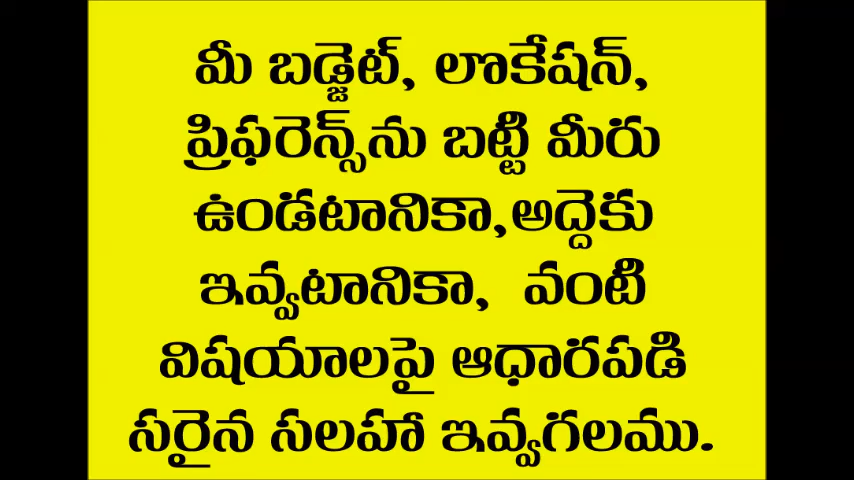 మీ బడ్జెట్, లొకేషన్,
ప్రిఫరెన్స్‌ను బట్టి మీరు
ఉండటానికా,అద్దెకు
ఇవ్వటానికా, వంటి
విషయాలపై ఆధారపడి
సరైన సలహా ఇవ్వగలము.